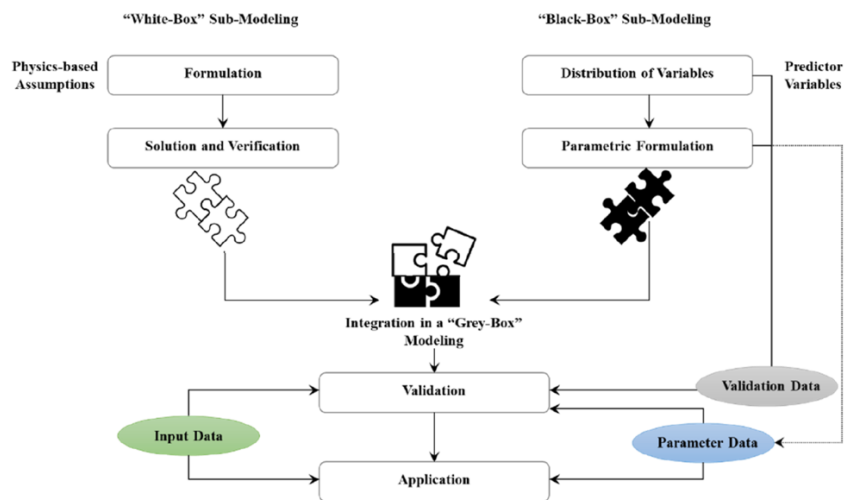 “White-Box” Sub-Modeling
“Black-Box” Sub-Modeling
Physics-based
Assumptions
Formulation
Distribution of Variables
Predictor
Variables
Solution and Verification
Parametric Formulation
Integration in a “Grey-Box”
Modeling
Validation
Validation Data
Input Data
Parameter Data
Application